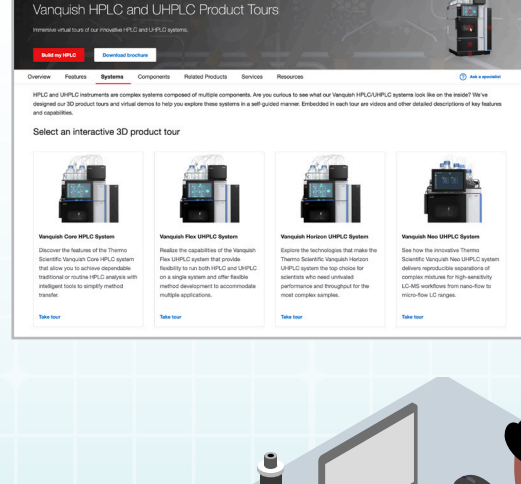 Vanquish HPLC and UHPLC Product Tours
Immersive virtual tours of our innovative HPLC and UHPLC systems.
Build my HPLC
Download brochure
Overview
Features
Systems
Components
Related Products
Services
Resources
Ask a specialist
HPLC and UHPLC instruments are complex systems composed of multiple components. Are you curious to see what our Vanquish HPLC/UHPLC systems look like on the inside? We've
designed our 3D product tours and virtual demos to help you explore these systems in a self-guided manner. Embedded in each tour are videos and other detailed descriptions of key features
and capabilities.
Select an interactive 3D product tour
Vanquish Core HPLC System
Discover the features of the Thermo
Scientific Vanquish Core HPLC system
that allow you to achieve dependable
traditional or routine HPLC analysis with
intelligent tools to simplify method
transfer.
Take tour
Vanquish Flex UHPLC System
Realize the capabilities of the Vanquish
Flex UHPLC system that provide
flexibility to run both HPLC and UHPLC
on a single system and offer flexible
method development to accommodate
multiple applications.
Take tour
Vanquish Horizon UHPLC System
Explore the technologies that make the
Thermo Scientific Vanquish Horizon
UHPLC system the top choice for
scientists who need unrivaled
performance and throughput for the
most complex samples.
Take tour
Vanquish Neo UHPLC System
See how the innovative Thermo
Scientific Vanquish Neo UHPLC system
delivers reproducible separations of
complex mixtures for high-sensitivity
LC-MS workflows from nano-flow to
micro-flow LC ranges.
Take tour